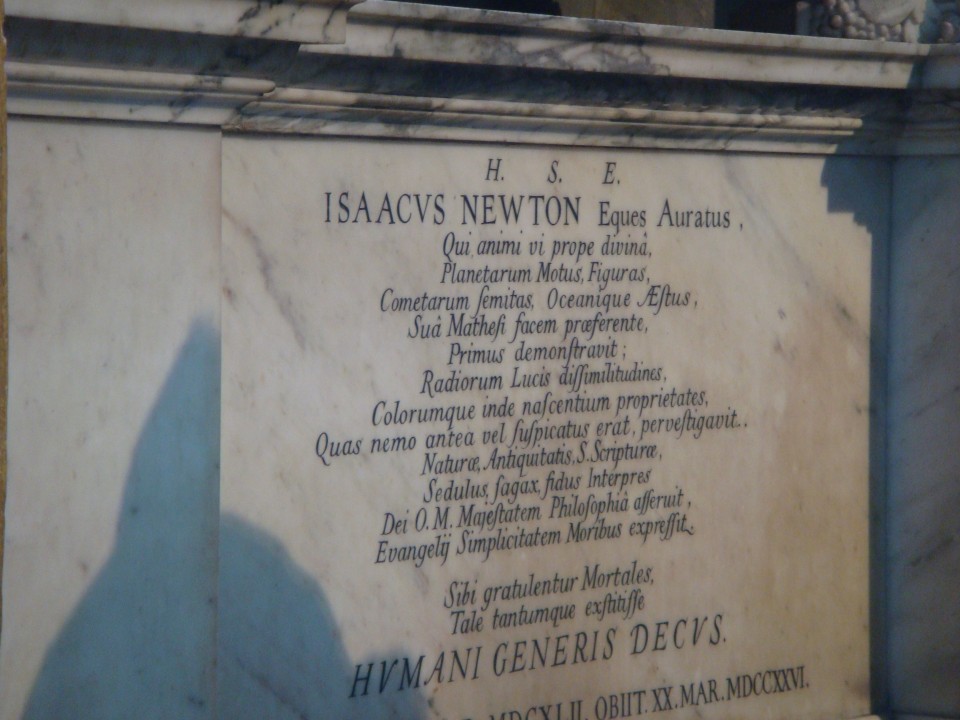 H. S. E.
ISAACVS NEWTON Eques Auratus,
Qui, animi vi prope divinâ,
Planetarum Motus, Figuras,
Cometarum ſemitas, Oceanique Æſtus,
Suâ Matheſi facem præferente,
Primus demonſtravit;
Radiorum Lucis diſſimilitudines,
Colorumque inde naſcentium proprietates,
Quas nemo antea vel ſuſpicatus erat, perveſtigavit.
Naturæ, Antiquitatis, S. Scripturæ,
Sedulus, ſagax, fidus Interpres
Dei O. M. Majeſtatem Philoſophiâ aſſeruit,
Evangelij Simplicitatem Moribus expreſſit.
Sibi gratulentur Mortales,
Tale tantumque exſtitiſſe
HVMANI GENERIS DECVS.
MDCXLII. OBIIT. XX. MAR. MDCCXXVI.